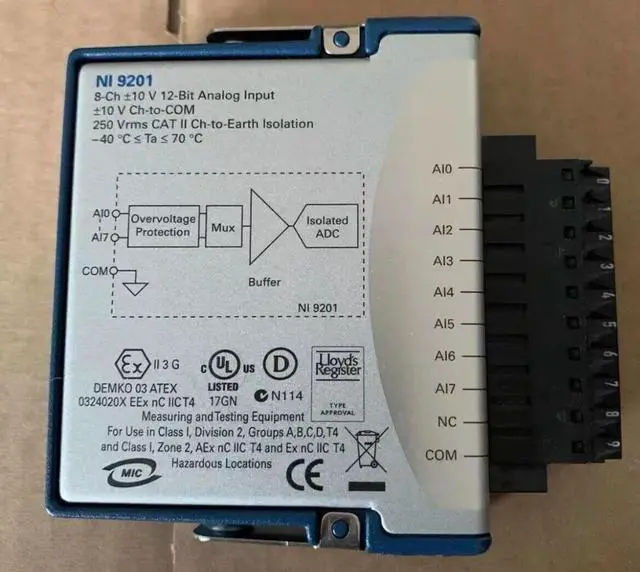 NI 9201
8-Ch ±10 V 12-Bit Analog Input
±10 V Ch-to-COM
250 Vrms CAT II Ch-to-Earth Isolation
–40 °C ≤ Ta ≤ 70 °C
AI0
AI7
COM
Overvoltage
Protection
Mux
Buffer
Isolated
ADC
NI 9201
AI0
AI1
AI2
AI3
AI4
AI5
AI6
AI7
NC
COM
0
1
2
3
4
5
6
7
8
9
Ex II 3 G
DEMKO 03 ATEX
0324020X EEx nC IICT4
C UL US
LISTED
17GN
D
N114
Lloyd's
Register
TYPE
APPROVAL
Measuring and Testing Equipment
For Use in Class I, Division 2, Groups A,B,C,D, T4
and Class I, Zone 2, AEx nC IIC T4 and Ex nC IIC T4
Hazardous Locations
MIC
CE